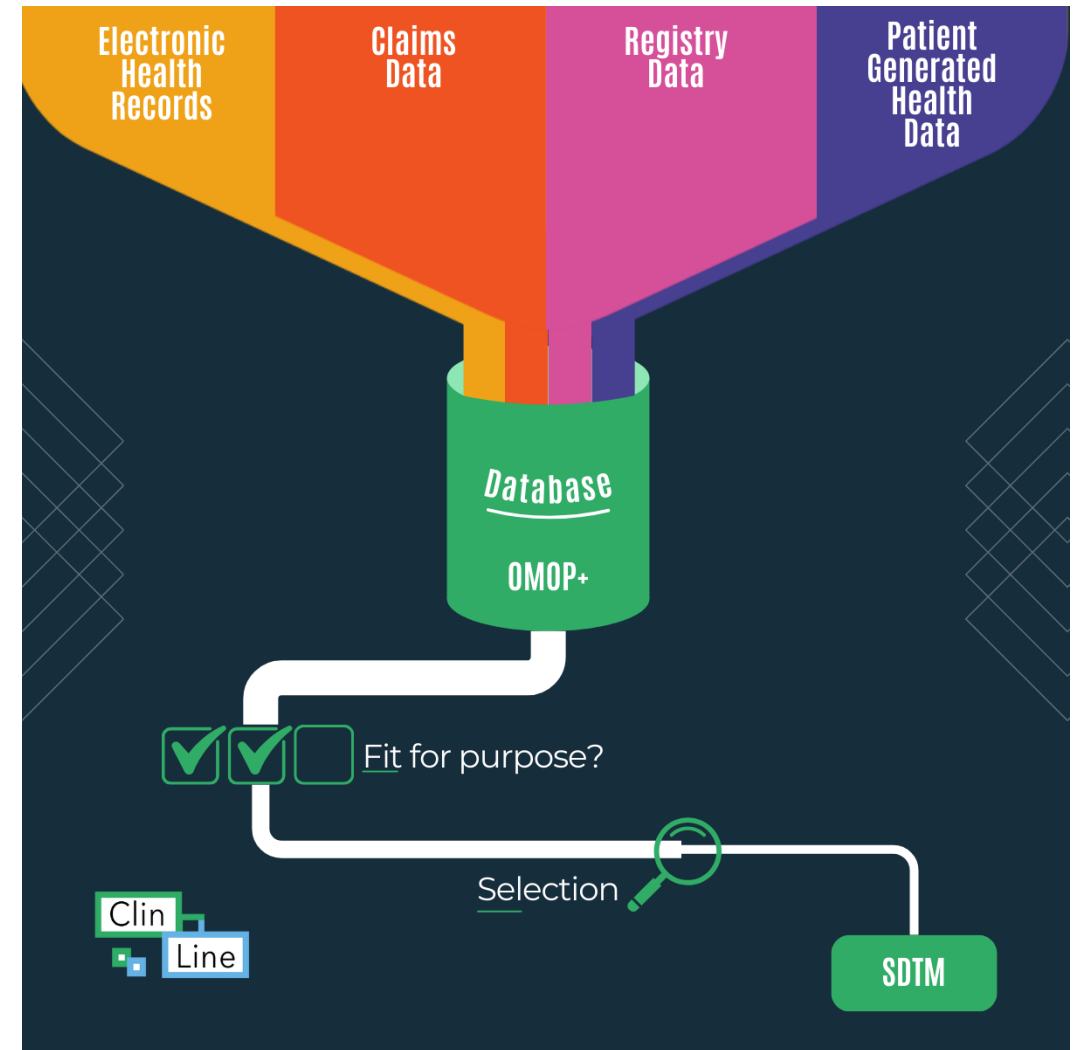 Electronic
Health
Records
Claims
Data
Registry
Data
Patient
Generated
Health
Data
Database
OMOP+
Fit for purpose?
Selection
Clin
Line
SDTM